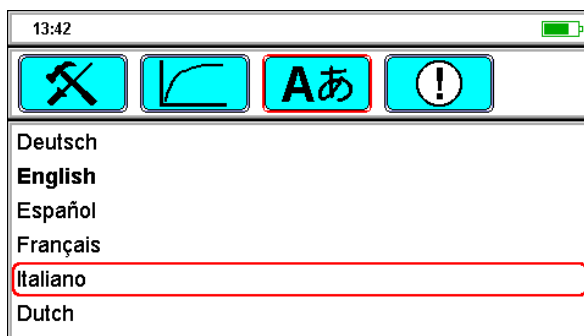 13:42
Aあ
Deutsch
English
Español
Français
Italiano
Dutch